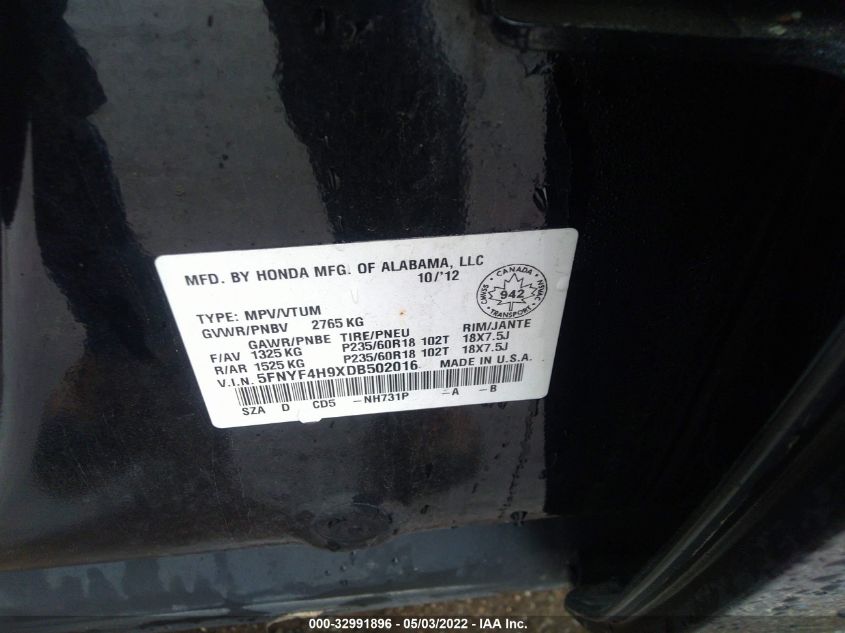 MFD. BY HONDA MFG. OF ALABAMA, LLC
10/'12
CANADA
942
TRANSPORT
TYPE: MPV/VTUM
GVWR/PNBV 2765 KG
GAWR/PNBE TIRE/PNEU RIM/JANTE
F/AV 1325 KG P235/60R18 102T 18X7.5J
R/AR 1525 KG P235/60R18 102T 18X7.5J
V.I.N. 5FNYF4H9XDB502016 MADE IN U.S.A.
SZA D CD5 -NH731P -A -B
000-32991896 - 05/03/2022 - IAA Inc.